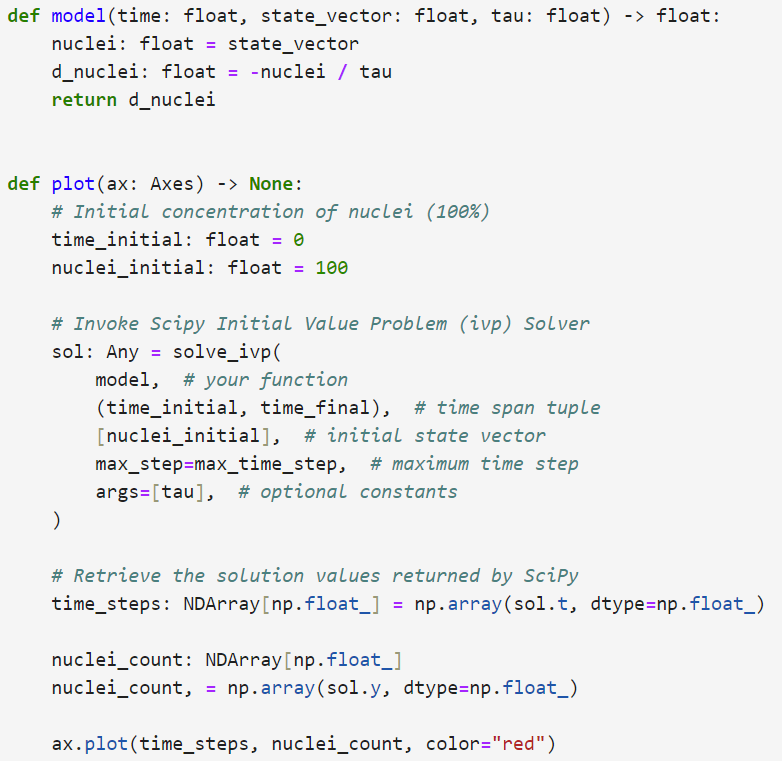 def model(time: float, state_vector: float, tau: float) -> float:
    nuclei: float = state_vector
    d_nuclei: float = -nuclei / tau
    return d_nuclei
def plot(ax: Axes) -> None:
    # Initial concentration of nuclei (100%)
    time_initial: float = 0
    nuclei_initial: float = 100
    # Invoke Scipy Initial Value Problem (ivp) Solver
    sol: Any = solve_ivp(
        model,  # your function
        (time_initial, time_final),  # time span tuple
        [nuclei_initial],  # initial state vector
        max_step=max_time_step,  # maximum time step
        args=[tau],  # optional constants
    )
    # Retrieve the solution values returned by SciPy
    time_steps: NDArray[np.float_] = np.array(sol.t, dtype=np.float_)
    nuclei_count: NDArray[np.float_]
    nuclei_count, = np.array(sol.y, dtype=np.float_)
    ax.plot(time_steps, nuclei_count, color="red")